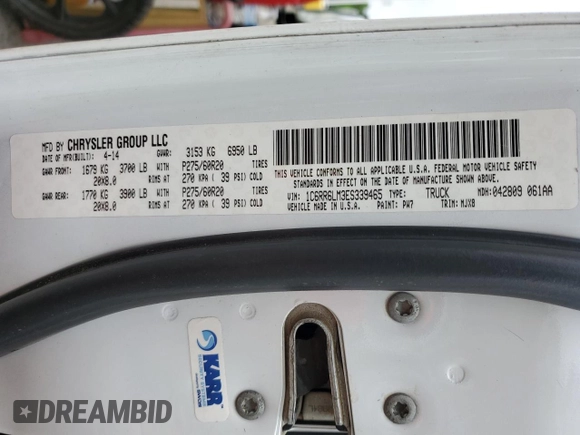 MFD BY CHRYSLER GROUP LLC
DATE OF MFR(BUILT): 4-14 GVWR: 3153 KG 6950 LB
GAWR FRONT: 1679 KG 3700 LB WITH P275/60R20 TIRES
20X8.0 RIMS AT 270 KPA ( 39 PSI) COLD
GAWR REAR: 1770 KG 3900 LB WITH P275/60R20 TIRES
20X8.0 RIMS AT 270 KPA ( 39 PSI) COLD
THIS VEHICLE CONFORMS TO ALL APPLICABLE U.S.A. FEDERAL MOTOR VEHICLE SAFETY
STANDARDS IN EFFECT ON THE DATE OF MANUFACTURE SHOWN ABOVE.
VIN: 1C6RR6LM3ES339465 TYPE: TRUCK MDH:042809 061AA
VEHICLE MADE IN U.S.A. PAINT: PW7 TRIM: MJX8
KARR
DREAMBID